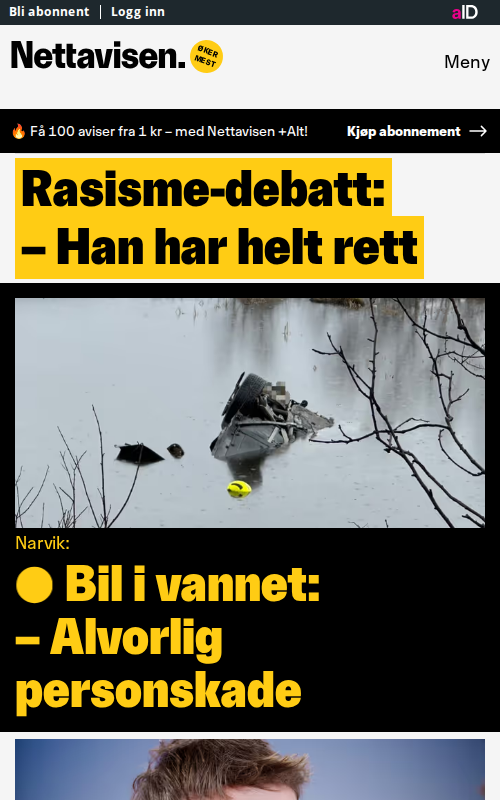 Bli abonnent | Logg inn
aID
Nettavisen.
ØKER
MEST
Meny
🔥 Få 100 aviser fra 1 kr – med Nettavisen +Alt!
Kjøp abonnement →
Rasisme-debatt:
– Han har helt rett
Narvik:
Bil i vannet:
– Alvorlig
personskade